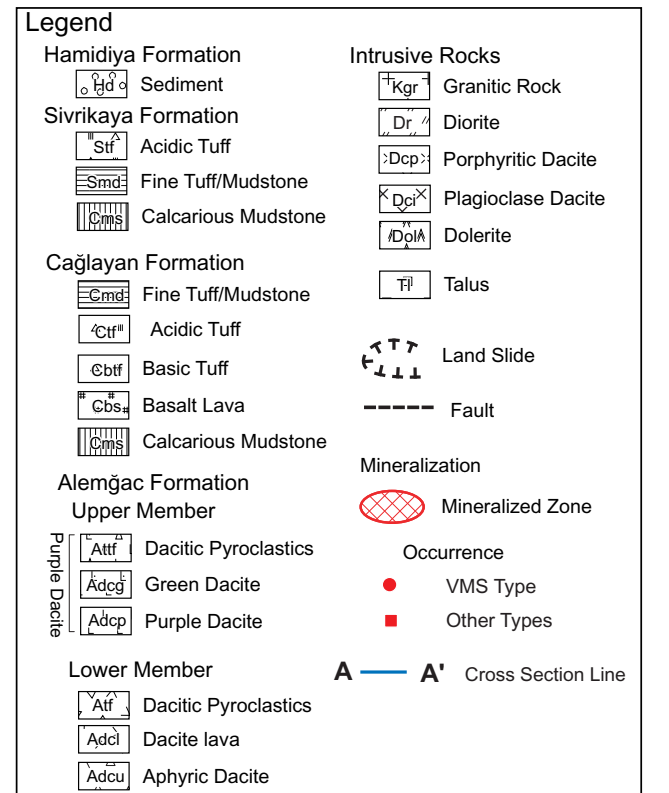 Legend
Hamidiya Formation
Hd Sediment
Sivrikaya Formation
Stf Acidic Tuff
Smd Fine Tuff/Mudstone
Cms Calcarious Mudstone
Cağlayan Formation
Cmd Fine Tuff/Mudstone
Ctf Acidic Tuff
Cbtf Basic Tuff
Cbs Basalt Lava
Cms Calcarious Mudstone
Alemğac Formation
Upper Member
Purple Dacite
Attf Dacitic Pyroclastics
Adcg Green Dacite
Adcp Purple Dacite
Lower Member
Atf Dacitic Pyroclastics
Adcl Dacite lava
Adcu Aphyric Dacite
Intrusive Rocks
Kgr Granitic Rock
Dr Diorite
Dcp Porphyritic Dacite
Dci Plagioclase Dacite
Dol Dolerite
Tl Talus
Land Slide
Fault
Mineralization
Mineralized Zone
Occurrence
VMS Type
Other Types
A A' Cross Section Line